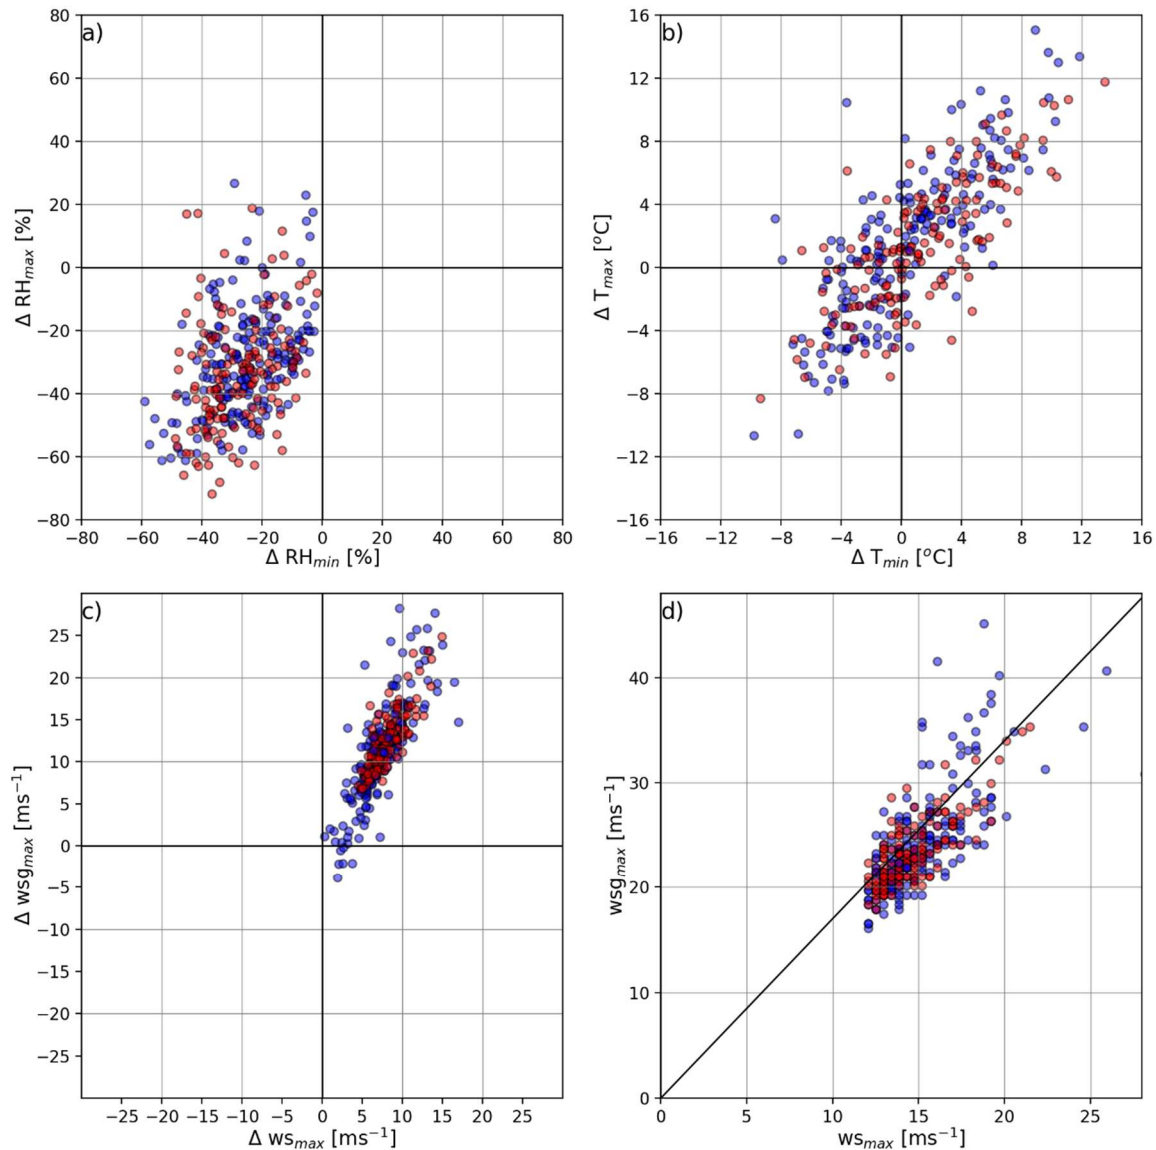 a)
80
60
40
20
0
−20
−40
−60
−80
Δ RHmax [%]
−80 −60 −40 −20 0 20 40 60 80
Δ RHmin [%]
b)
16
12
8
4
0
−4
−8
−12
−16
Δ Tmax [°C]
−16 −12 −8 −4 0 4 8 12 16
Δ Tmin [°C]
c)
25
20
15
10
5
0
−5
−10
−15
−20
−25
Δ wsgmax [ms⁻¹]
−25 −20 −15 −10 −5 0 5 10 15 20 25
Δ wsmax [ms⁻¹]
d)
40
30
20
10
0
wsgmax [ms⁻¹]
0 5 10 15 20 25
wsmax [ms⁻¹]